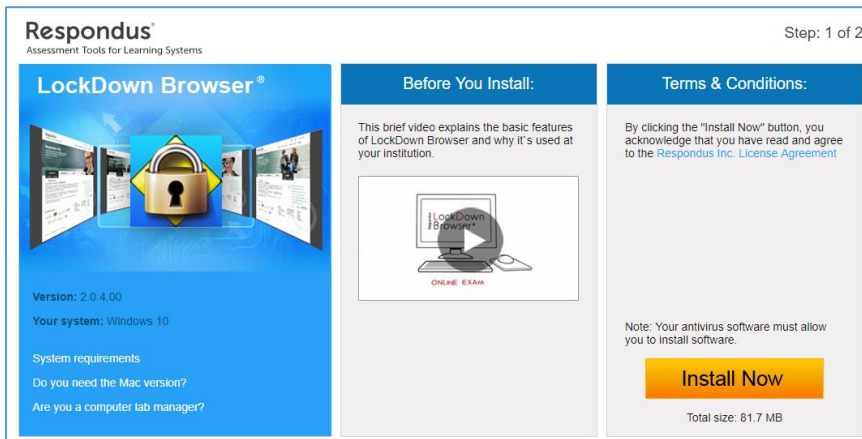 Respondus®
Assessment Tools for Learning Systems
Step: 1 of 2
LockDown Browser®
Version: 2.0.4.00
Your system: Windows 10
System requirements
Do you need the Mac version?
Are you a computer lab manager?
Before You Install:
This brief video explains the basic features
of LockDown Browser and why it`s used at
your institution.
Respondus
LockDown
Browser
ONLINE EXAM
Terms & Conditions:
By clicking the "Install Now" button, you
acknowledge that you have read and agree
to the Respondus Inc. License Agreement
Note: Your antivirus software must allow
you to install software.
Install Now
Total size: 81.7 MB